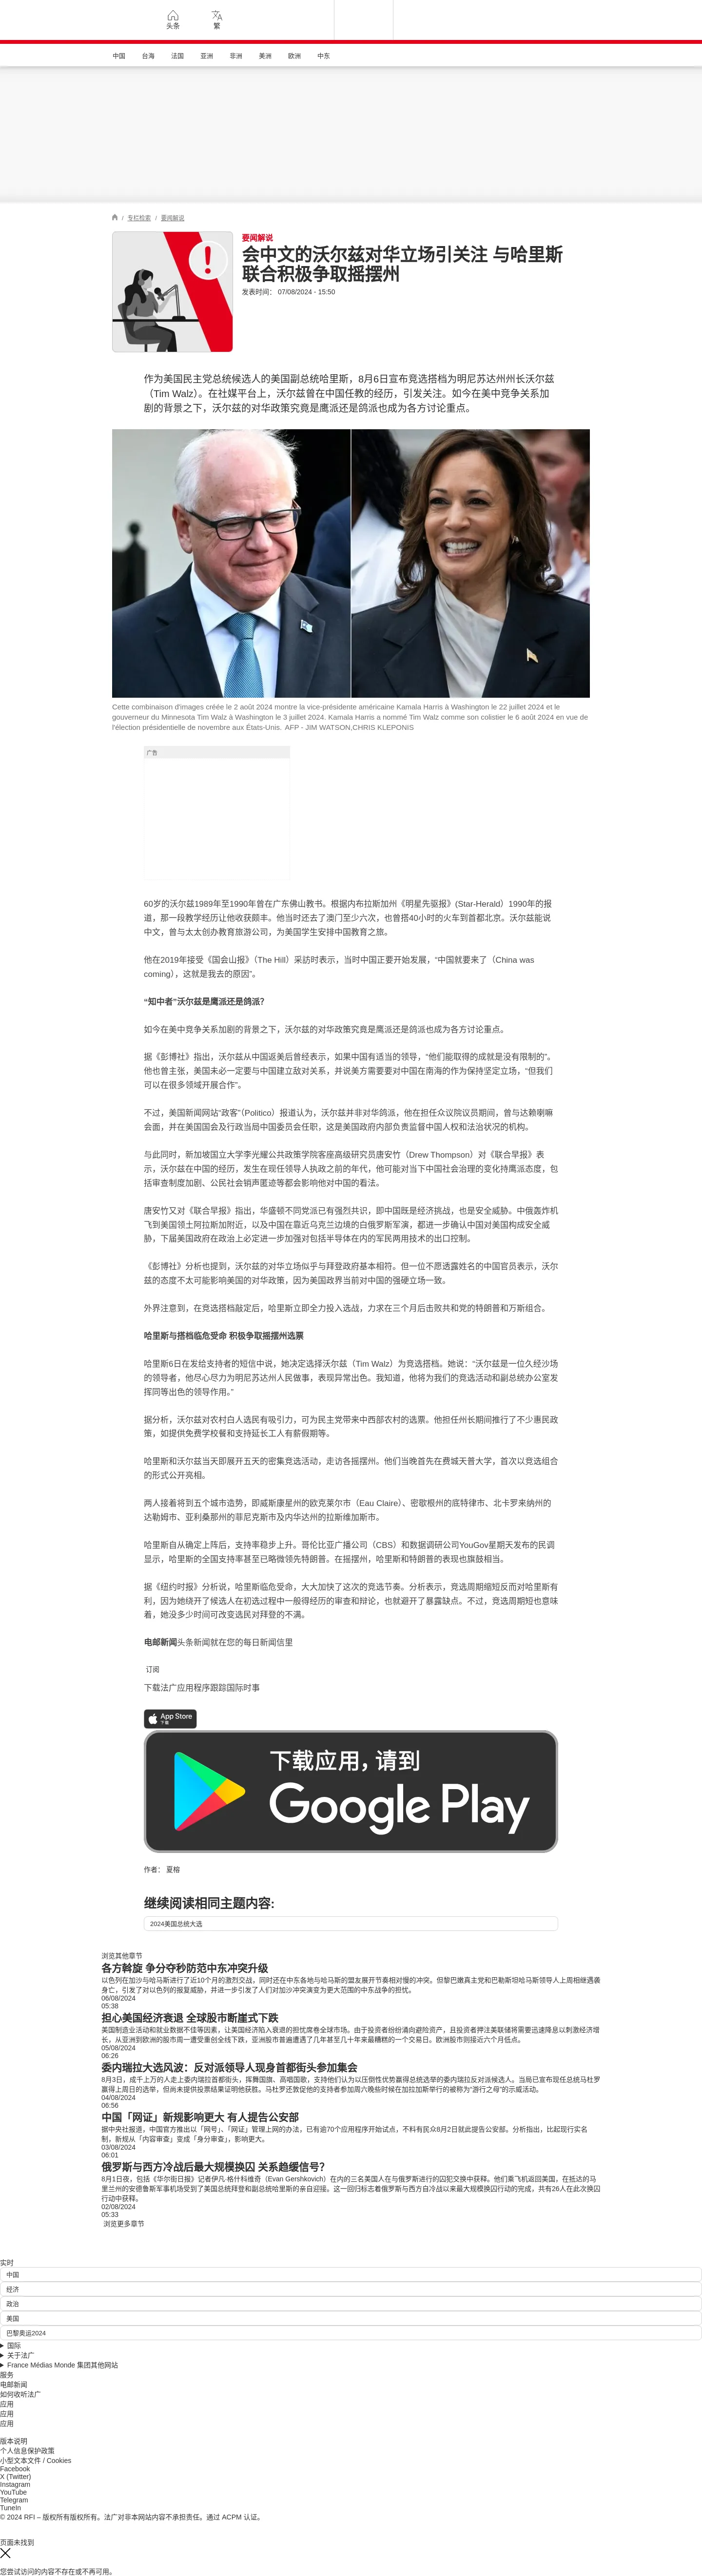 头条
繁
中国
台海
法国
亚洲
非洲
美洲
欧洲
中东
/ 专栏检索 / 要闻解说
要闻解说
会中文的沃尔兹对华立场引关注 与哈里斯
联合积极争取摇摆州
发表时间： 07/08/2024 - 15:50
作为美国民主党总统候选人的美国副总统哈里斯，8月6日宣布竞选搭档为明尼苏达州州长沃尔兹
（Tim Walz）。在社媒平台上，沃尔兹曾在中国任教的经历，引发关注。如今在美中竞争关系加
剧的背景之下，沃尔兹的对华政策究竟是鹰派还是鸽派也成为各方讨论重点。
Cette combinaison d'images créée le 2 août 2024 montre la vice-présidente américaine Kamala Harris à Washington le 22 juillet 2024 et le
gouverneur du Minnesota Tim Walz à Washington le 3 juillet 2024. Kamala Harris a nommé Tim Walz comme son colistier le 6 août 2024 en vue de
l'élection présidentielle de novembre aux États-Unis. AFP - JIM WATSON,CHRIS KLEPONIS
广告
60岁的沃尔兹1989年至1990年曾在广东佛山教书。根据内布拉斯加州《明星先驱报》(Star-Herald）1990年的报
道，那一段教学经历让他收获颇丰。他当时还去了澳门至少六次，也曾搭40小时的火车到首都北京。沃尔兹能说
中文，曾与太太创办教育旅游公司，为美国学生安排中国教育之旅。
他在2019年接受《国会山报》（The Hill）采訪时表示，当时中国正要开始发展，“中国就要来了（China was
coming），这就是我去的原因”。
“知中者”沃尔兹是鹰派还是鸽派？
如今在美中竞争关系加剧的背景之下，沃尔兹的对华政策究竟是鹰派还是鸽派也成为各方讨论重点。
据《彭博社》指出，沃尔兹从中国返美后曾经表示，如果中国有适当的领导，“他们能取得的成就是没有限制的”。
他也曾主张，美国未必一定要与中国建立敌对关系，并说美方需要要对中国在南海的作为保持坚定立场，“但我们
可以在很多领域开展合作”。
不过，美国新闻网站“政客”（Politico）报道认为，沃尔兹并非对华鸽派，他在担任众议院议员期间，曾与达赖喇嘛
会面，并在美国国会及行政当局中国委员会任职，这是美国政府内部负责监督中国人权和法治状况的机构。
与此同时，新加坡国立大学李光耀公共政策学院客座高级研究员唐安竹（Drew Thompson）对《联合早报》表
示，沃尔兹在中国的经历，发生在现任领导人执政之前的年代，他可能对当下中国社会治理的变化持鹰派态度，包
括审查制度加剧、公民社会销声匿迹等都会影响他对中国的看法。
唐安竹又对《联合早报》指出，华盛顿不同党派已有强烈共识，即中国既是经济挑战，也是安全威胁。中俄轰炸机
飞到美国领土阿拉斯加附近，以及中国在靠近乌克兰边境的白俄罗斯军演，都进一步确认中国对美国构成安全威
胁，下届美国政府在政治上必定进一步加强对包括半导体在内的军民两用技术的出口控制。
《彭博社》分析也提到，沃尔兹的对华立场似乎与拜登政府基本相符。但一位不愿透露姓名的中国官员表示，沃尔
兹的态度不太可能影响美国的对华政策，因为美国政界当前对中国的强硬立场一致。
外界注意到，在竞选搭档敲定后，哈里斯立即全力投入选战，力求在三个月后击败共和党的特朗普和万斯组合。
哈里斯与搭档临危受命 积极争取摇摆州选票
哈里斯6日在发给支持者的短信中说，她决定选择沃尔兹（Tim Walz）为竞选搭档。她说：“沃尔兹是一位久经沙场
的领导者，他尽心尽力为明尼苏达州人民做事，表现异常出色。我知道，他将为我们的竞选活动和副总统办公室发
挥同等出色的领导作用。”
据分析，沃尔兹对农村白人选民有吸引力，可为民主党带来中西部农村的选票。他担任州长期间推行了不少惠民政
策，如提供免费学校餐和支持延长工人有薪假期等。
哈里斯和沃尔兹当天即展开五天的密集竞选活动，走访各摇摆州。他们当晚首先在费城天普大学，首次以竞选组合
的形式公开亮相。
两人接着将到五个城市造势，即威斯康星州的欧克莱尔市（Eau Claire）、密歇根州的底特律市、北卡罗来纳州的
达勒姆市、亚利桑那州的菲尼克斯市及内华达州的拉斯维加斯市。
哈里斯自从确定上阵后，支持率稳步上升。哥伦比亚广播公司（CBS）和数据调研公司YouGov星期天发布的民调
显示，哈里斯的全国支持率甚至已略微领先特朗普。在摇摆州，哈里斯和特朗普的表现也旗鼓相当。
据《纽约时报》分析说，哈里斯临危受命，大大加快了这次的竞选节奏。分析表示，竞选周期缩短反而对哈里斯有
利，因为她绕开了候选人在初选过程中一般得经历的审查和辩论，也就避开了暴露缺点。不过，竞选周期短也意味
着，她没多少时间可改变选民对拜登的不满。
电邮新闻头条新闻就在您的每日新闻信里
订阅
下载法广应用程序跟踪国际时事
App Store
下载
下载应用，请到
Google Play
作者： 夏榕
继续阅读相同主题内容:
2024美国总统大选
浏览其他章节
各方斡旋 争分夺秒防范中东冲突升级
以色列在加沙与哈马斯进行了近10个月的激烈交战，同时还在中东各地与哈马斯的盟友展开节奏相对慢的冲突。但黎巴嫩真主党和巴勒斯坦哈马斯领导人上周相继遇袭
身亡，引发了对以色列的报复威胁，并进一步引发了人们对加沙冲突演变为更大范围的中东战争的担忧。
06/08/2024
05:38
担心美国经济衰退 全球股市断崖式下跌
美国制造业活动和就业数据不佳等因素，让美国经济陷入衰退的担忧席卷全球市场。由于投资者纷纷涌向避险资产，且投资者押注美联储将需要迅速降息以刺激经济增
长，从亚洲到欧洲的股市周一遭受重创全线下跌，亚洲股市普遍遭遇了几年甚至几十年来最糟糕的一个交易日。欧洲股市则接近六个月低点。
05/08/2024
06:26
委内瑞拉大选风波：反对派领导人现身首都街头参加集会
8月3日，成千上万的人走上委内瑞拉首都街头，挥舞国旗、高唱国歌，支持他们认为以压倒性优势赢得总统选举的委内瑞拉反对派候选人。当局已宣布现任总统马杜罗
赢得上周日的选举，但尚未提供投票结果证明他获胜。马杜罗还敦促他的支持者参加周六晚些时候在加拉加斯举行的被称为“游行之母”的示威活动。
04/08/2024
06:56
中国「网证」新规影响更大 有人提告公安部
据中央社报道，中国官方推出以「网号」、「网证」管理上网的办法，已有逾70个应用程序开始试点，不料有民众8月2日就此提告公安部。分析指出，比起现行实名
制，新规从「内容审查」变成「身分审查」，影响更大。
03/08/2024
06:01
俄罗斯与西方冷战后最大规模换囚 关系趋缓信号？
8月1日夜，包括《华尔街日报》记者伊凡·格什科维奇（Evan Gershkovich）在内的三名美国人在与俄罗斯进行的囚犯交换中获释。他们乘飞机返回美国，在抵达的马
里兰州的安德鲁斯军事机场受到了美国总统拜登和副总统哈里斯的亲自迎接。这一回归标志着俄罗斯与西方自冷战以来最大规模换囚行动的完成，共有26人在此次换囚
行动中获释。
02/08/2024
05:33
浏览更多章节
实时
中国
经济
政治
美国
巴黎奥运2024
国际
关于法广
France Médias Monde 集团其他网站
服务
电邮新闻
如何收听法广
应用
应用
应用
版本说明
个人信息保护政策
小型文本文件 / Cookies
Facebook
X (Twitter)
Instagram
YouTube
Telegram
TuneIn
© 2024 RFI – 版权所有版权所有。法广对非本网站内容不承担责任。通过 ACPM 认证。
页面未找到
您尝试访问的内容不存在或不再可用。